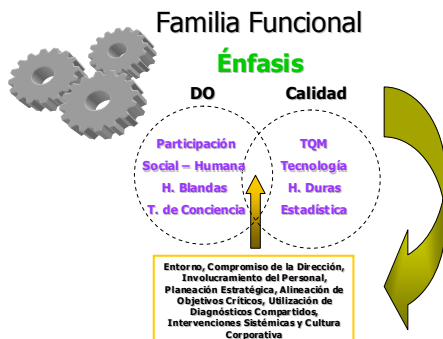 Familia Funcional
Énfasis
DO
Calidad
Participación
Social – Humana
H. Blandas
T. de Conciencia
TQM
Tecnología
H. Duras
Estadística
Entorno, Compromiso de la Dirección,
Involucramiento del Personal,
Planeación Estratégica, Alineación de
Objetivos Críticos, Utilización de
Diagnósticos Compartidos,
Intervenciones Sistémicas y Cultura
Corporativa